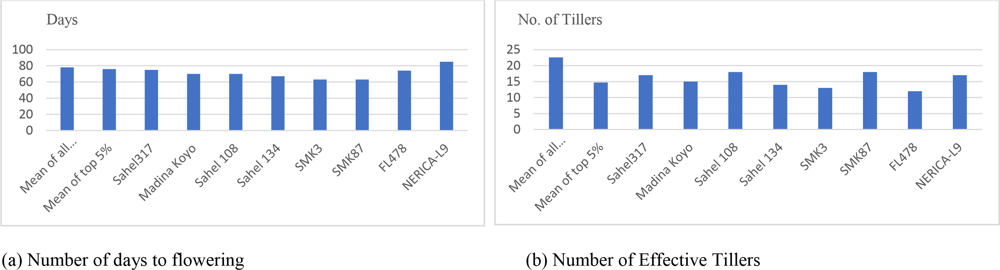 Days
100
80
60
40
20
0
Mean of all...
Mean of top 5%
Sahel317
Madina Koyo
Sahel 108
Sahel 134
SMK3
SMK87
FL478
NERICA-L9
(a) Number of days to flowering
No. of Tillers
25
20
15
10
5
0
Mean of all...
Mean of top 5%
Sahel317
Madina Koyo
Sahel 108
Sahel 134
SMK3
SMK87
FL478
NERICA-L9
(b) Number of Effective Tillers